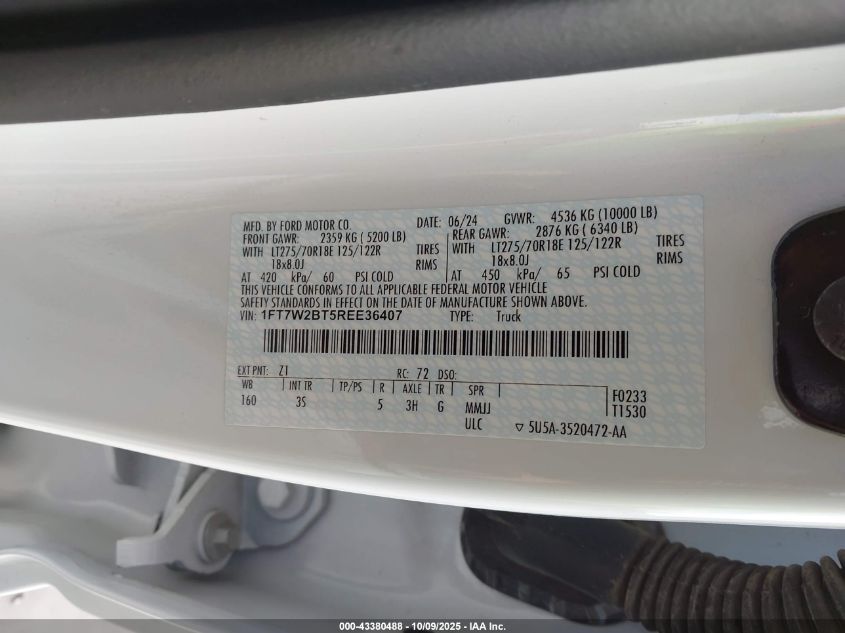 MFD. BY FORD MOTOR CO. DATE: 06/24 GVWR: 4536 KG (10000 LB)
FRONT GAWR: 2359 KG ( 5200 LB) REAR GAWR: 2876 KG ( 6340 LB)
WITH LT275/70R18E 125/122R TIRES WITH LT275/70R18E 125/122R TIRES
18x8.0J RIMS 18x8.0J RIMS
AT 420 kPa/ 60 PSI COLD AT 450 kPa/ 65 PSI COLD
THIS VEHICLE CONFORMS TO ALL APPLICABLE FEDERAL MOTOR VEHICLE
SAFETY STANDARDS IN EFFECT ON THE DATE OF MANUFACTURE SHOWN ABOVE.
VIN: 1FT7W2BT5REE36407 TYPE: Truck
EXT PNT: Z1 RC: 72 DSO:
WB INT TR TP/PS R AXLE TR SPR F0233
160 3S 5 3H G MMJJ T1530
ULC ▽ 5U5A-3520472-AA
000-43380488 - 10/09/2025 - IAA Inc.